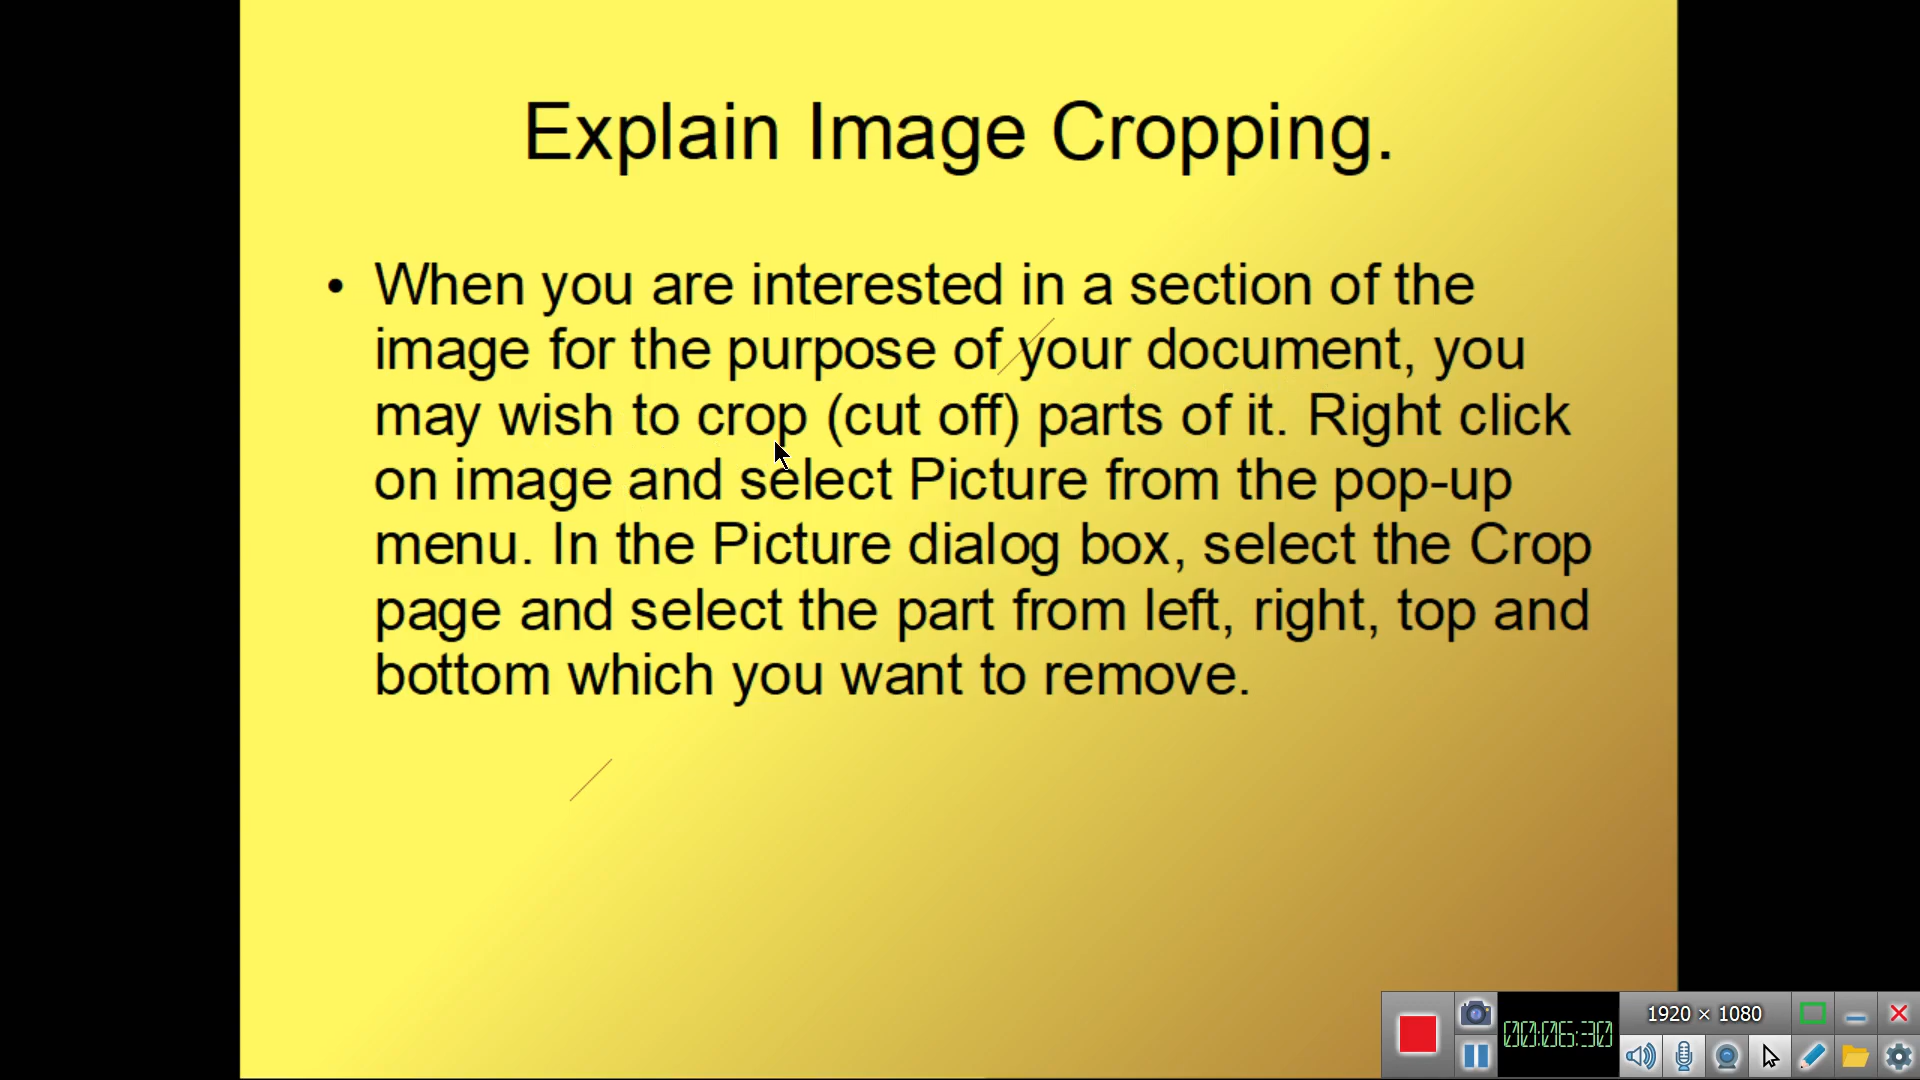 Explain Image Cropping.
• When you are interested in a section of the
image for the purpose of your document, you
may wish to crop (cut off) parts of it. Right click
on image and select Picture from the pop-up
menu. In the Picture dialog box, select the Crop
page and select the part from left, right, top and
bottom which you want to remove.
1920 × 1080
00:06:30